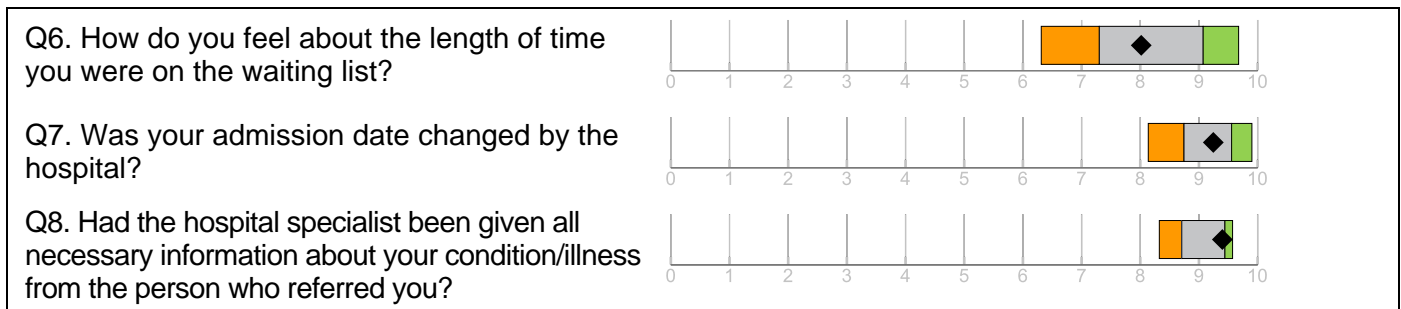 Q6. How do you feel about the length of time
you were on the waiting list?
0 1 2 3 4 5 6 7 8 9 10
Q7. Was your admission date changed by the
hospital?
0 1 2 3 4 5 6 7 8 9 10
Q8. Had the hospital specialist been given all
necessary information about your condition/illness
from the person who referred you?
0 1 2 3 4 5 6 7 8 9 10